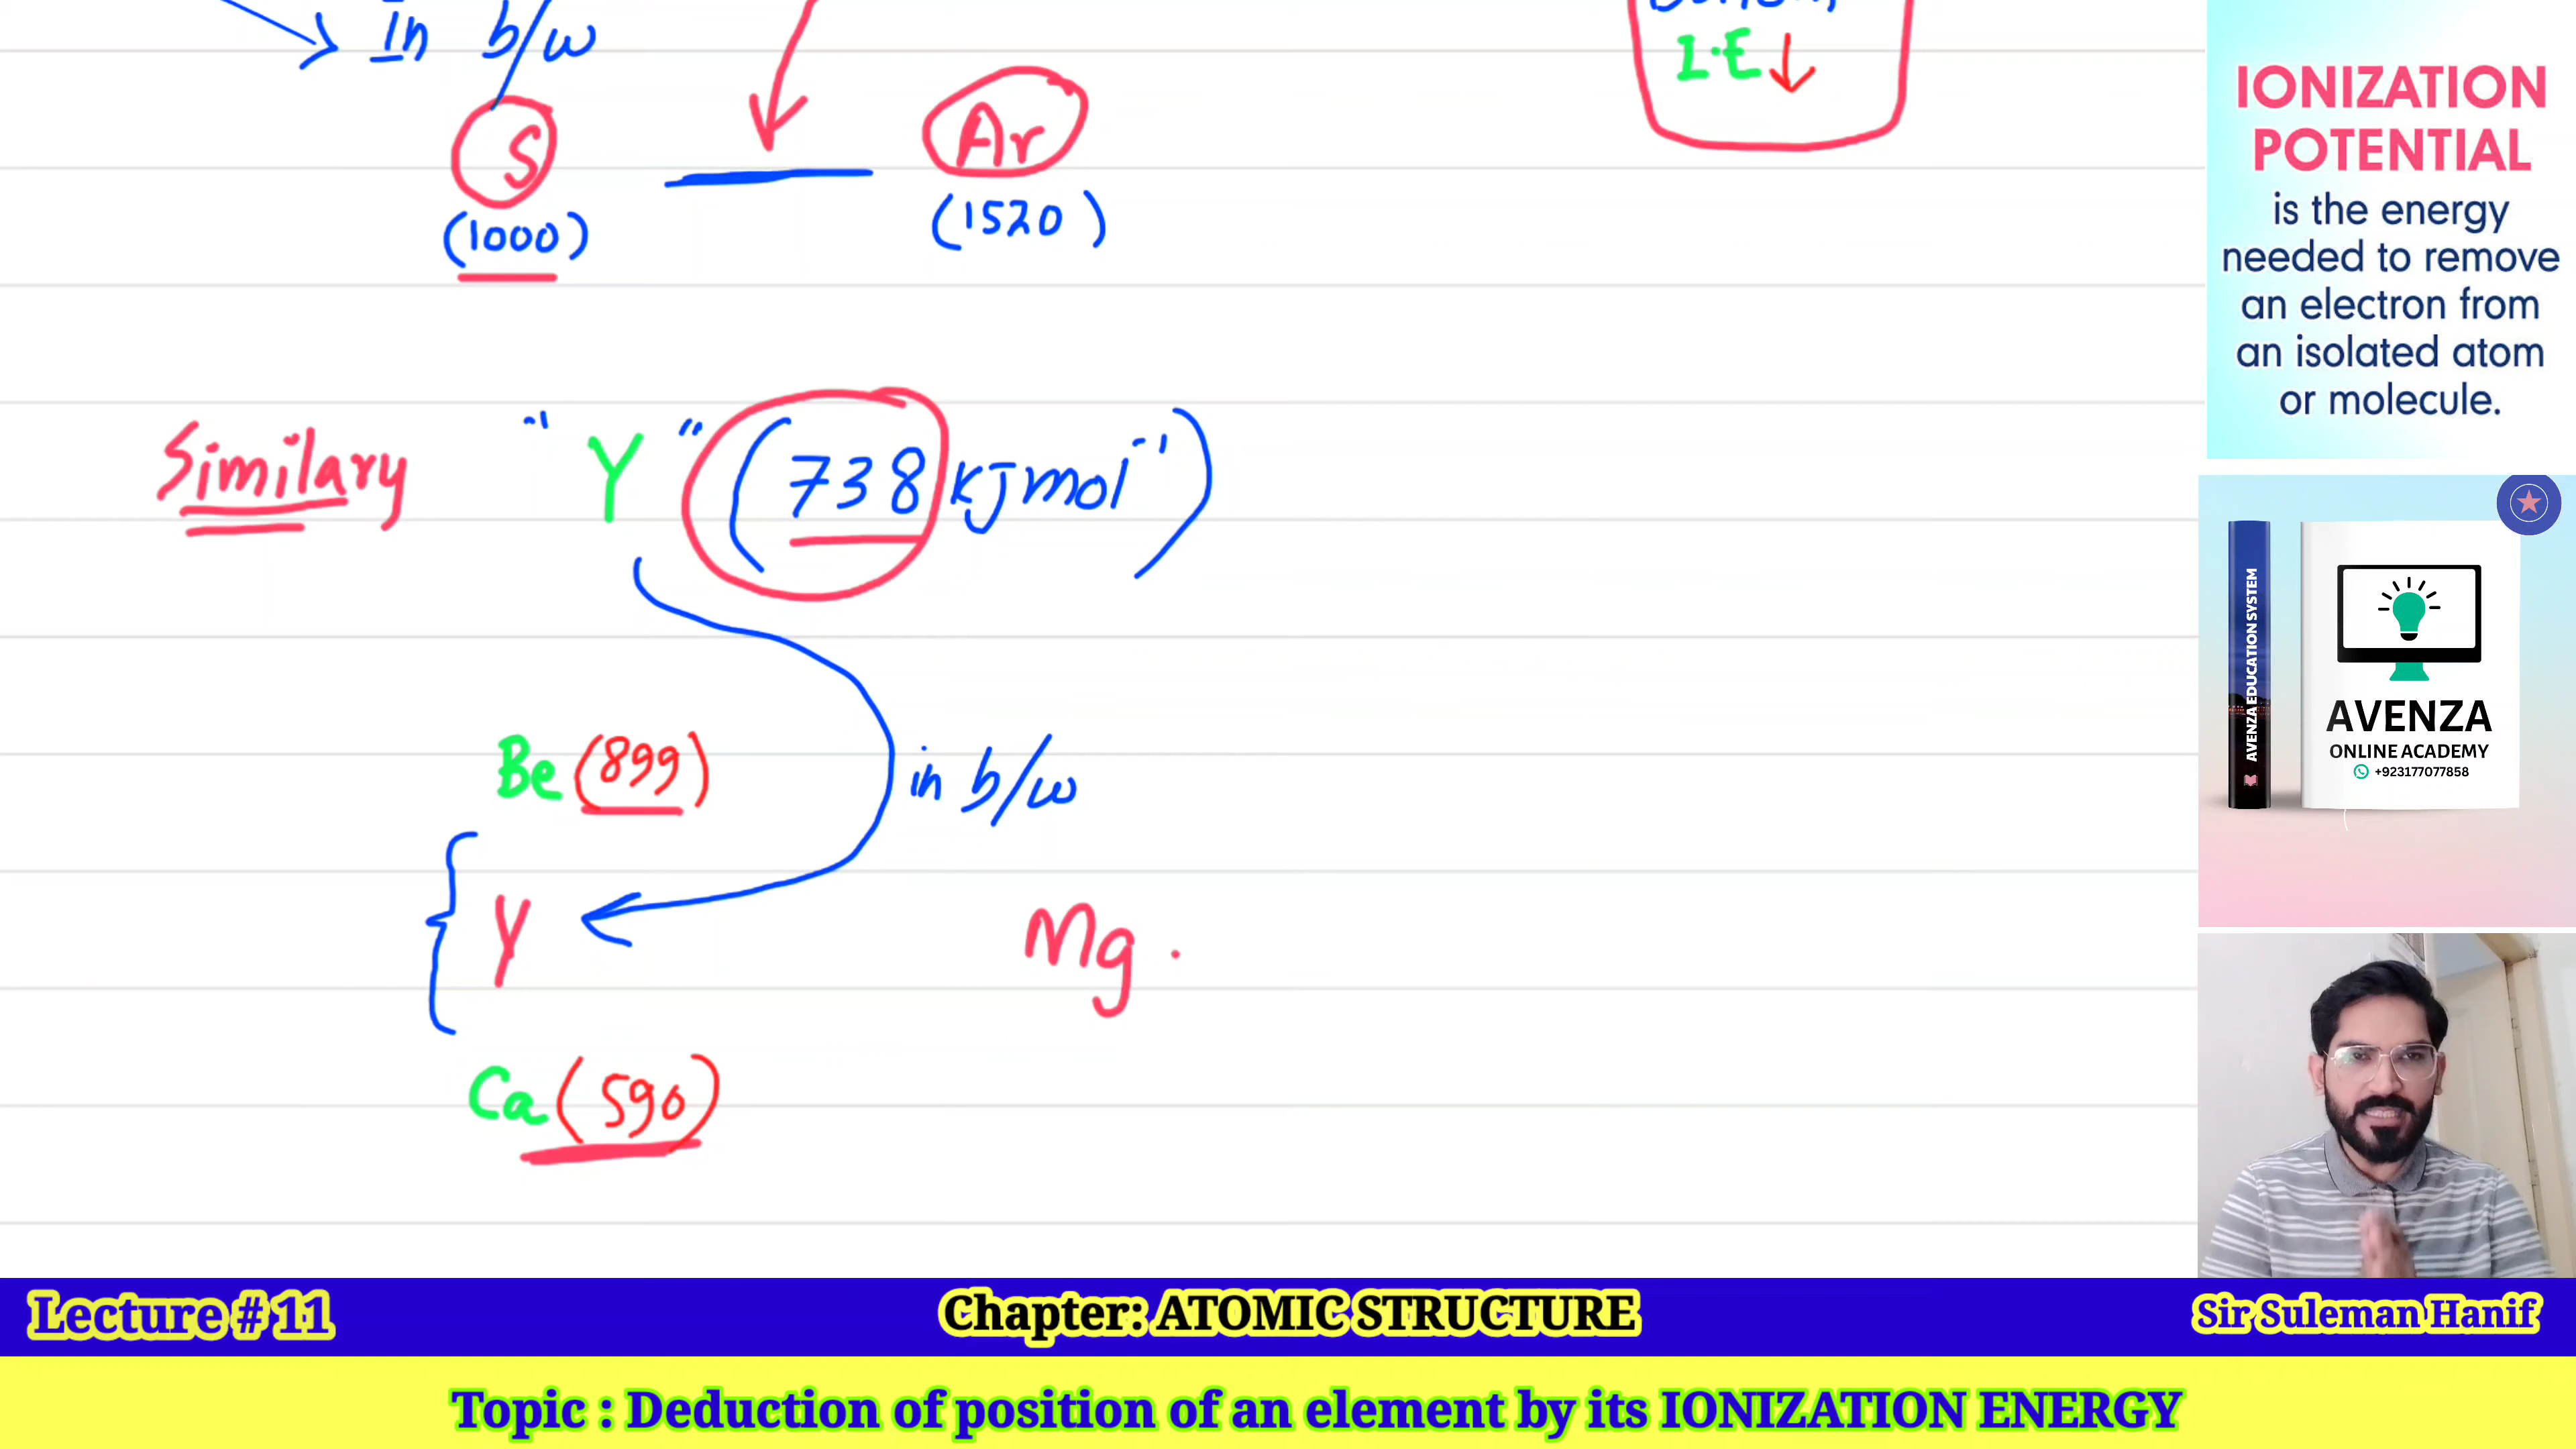 In b/w
I.E
S
Ar
(1000)
(1520)
Similary "Y" (738 kJmol⁻¹)
Be (899)
in b/w
Y
Mg.
Ca (590)
IONIZATION
POTENTIAL
is the energy
needed to remove
an electron from
an isolated atom
or molecule.
AVENZA EDUCATION SYSTEM
AVENZA
ONLINE ACADEMY
+923177077858
Lecture # 11
Chapter: ATOMIC STRUCTURE
Sir Suleman Hanif
Topic : Deduction of position of an element by its IONIZATION ENERGY